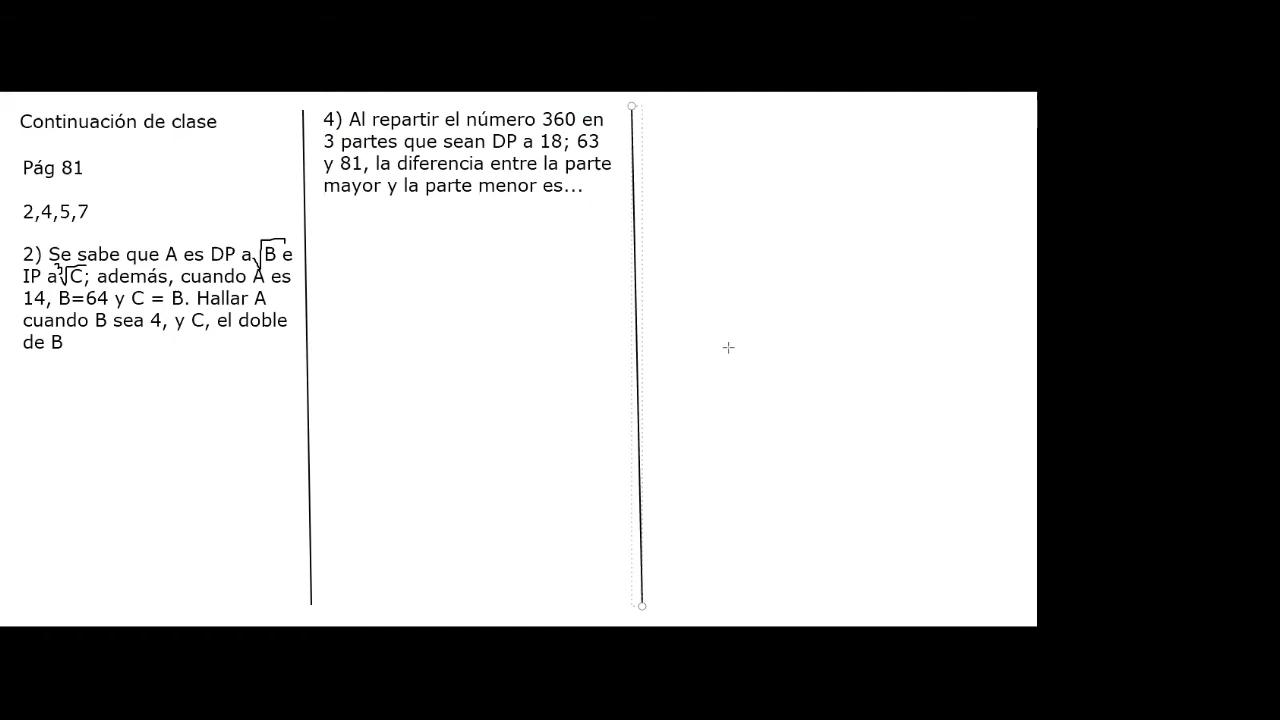 Continuación de clase
Pág 81
2,4,5,7
2) Se sabe que A es DP a √B e
IP a ∛C; además, cuando A es
14, B=64 y C = B. Hallar A
cuando B sea 4, y C, el doble
de B
4) Al repartir el número 360 en
3 partes que sean DP a 18; 63
y 81, la diferencia entre la parte
mayor y la parte menor es...